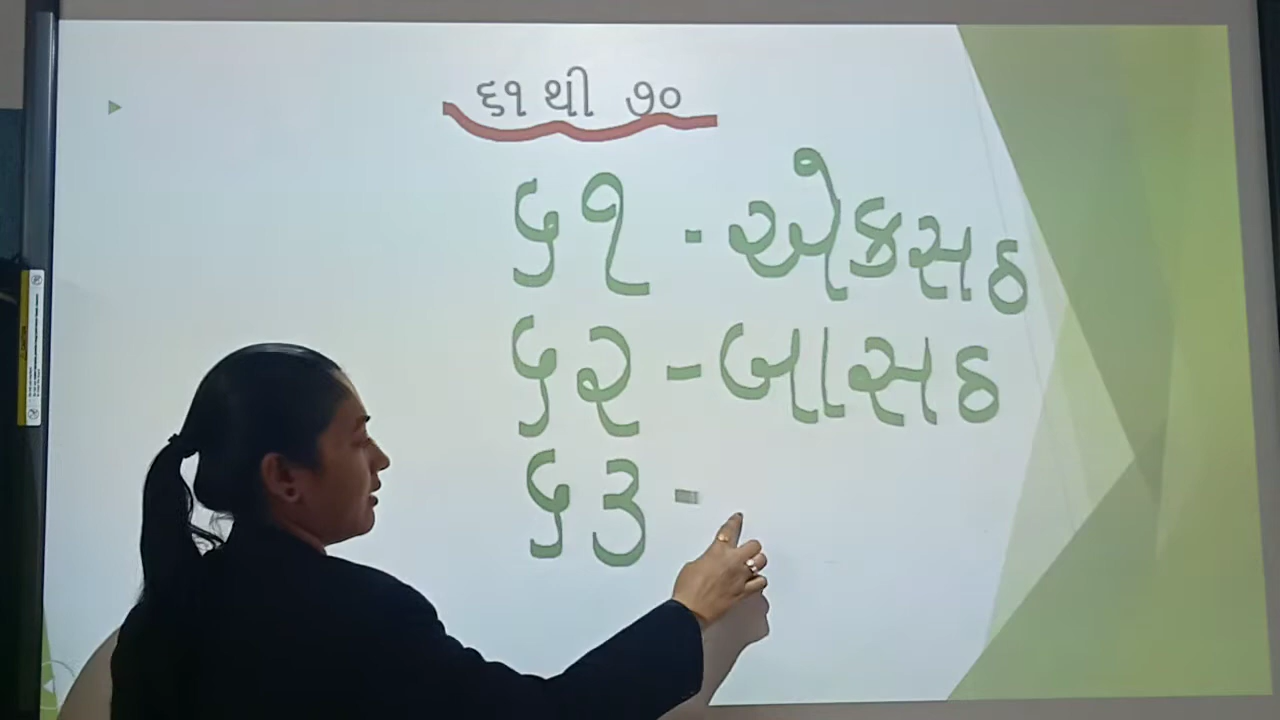 ૬૧ થી ૭૦
૬૧ - એકસઠ
૬૨ - બાસઠ
૬૩ -